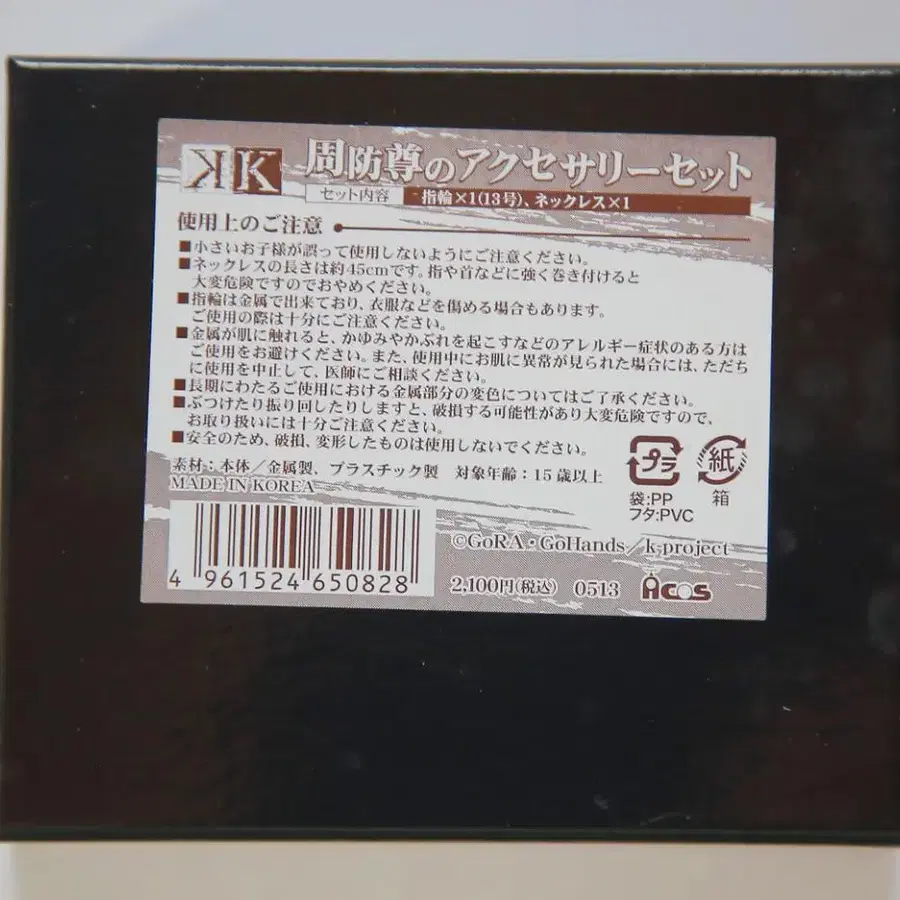 KK 周防尊のアクセサリーセット
セット内容 指輪×1(13号)、ネックレス×1
使用上のご注意
■小さいお子様が誤って使用しないようにご注意ください。
■ネックレスの長さは約45cmです。指や首などに強く巻き付けると
大変危険ですのでおやめください。
■指輪は金属で出来ており、衣服などを傷める場合もあります。
ご使用の際は十分にご注意ください。
■金属が肌に触れると、かゆみやかぶれを起こすなどのアレルギー症状のある方は
ご使用をお避けください。また、使用中にお肌に異常が見られた場合には、ただち
に使用を中止して、医師にご相談ください。
■長期にわたるご使用における金属部分の変色についてはご了承ください。
■ぶつけたり振り回したりしますと、破損する可能性があり大変危険ですので、
お取り扱いには十分ご注意ください。
■安全のため、破損、変形したものは使用しないでください。
素材：本体／金属製、プラスチック製 対象年齢：15歳以上
MADE IN KOREA
プラ 紙
袋:PP 箱
フタ:PVC
©GoRA・GoHands／k-project
4 961524 650828
2,100円(税込) 0513 ACOS